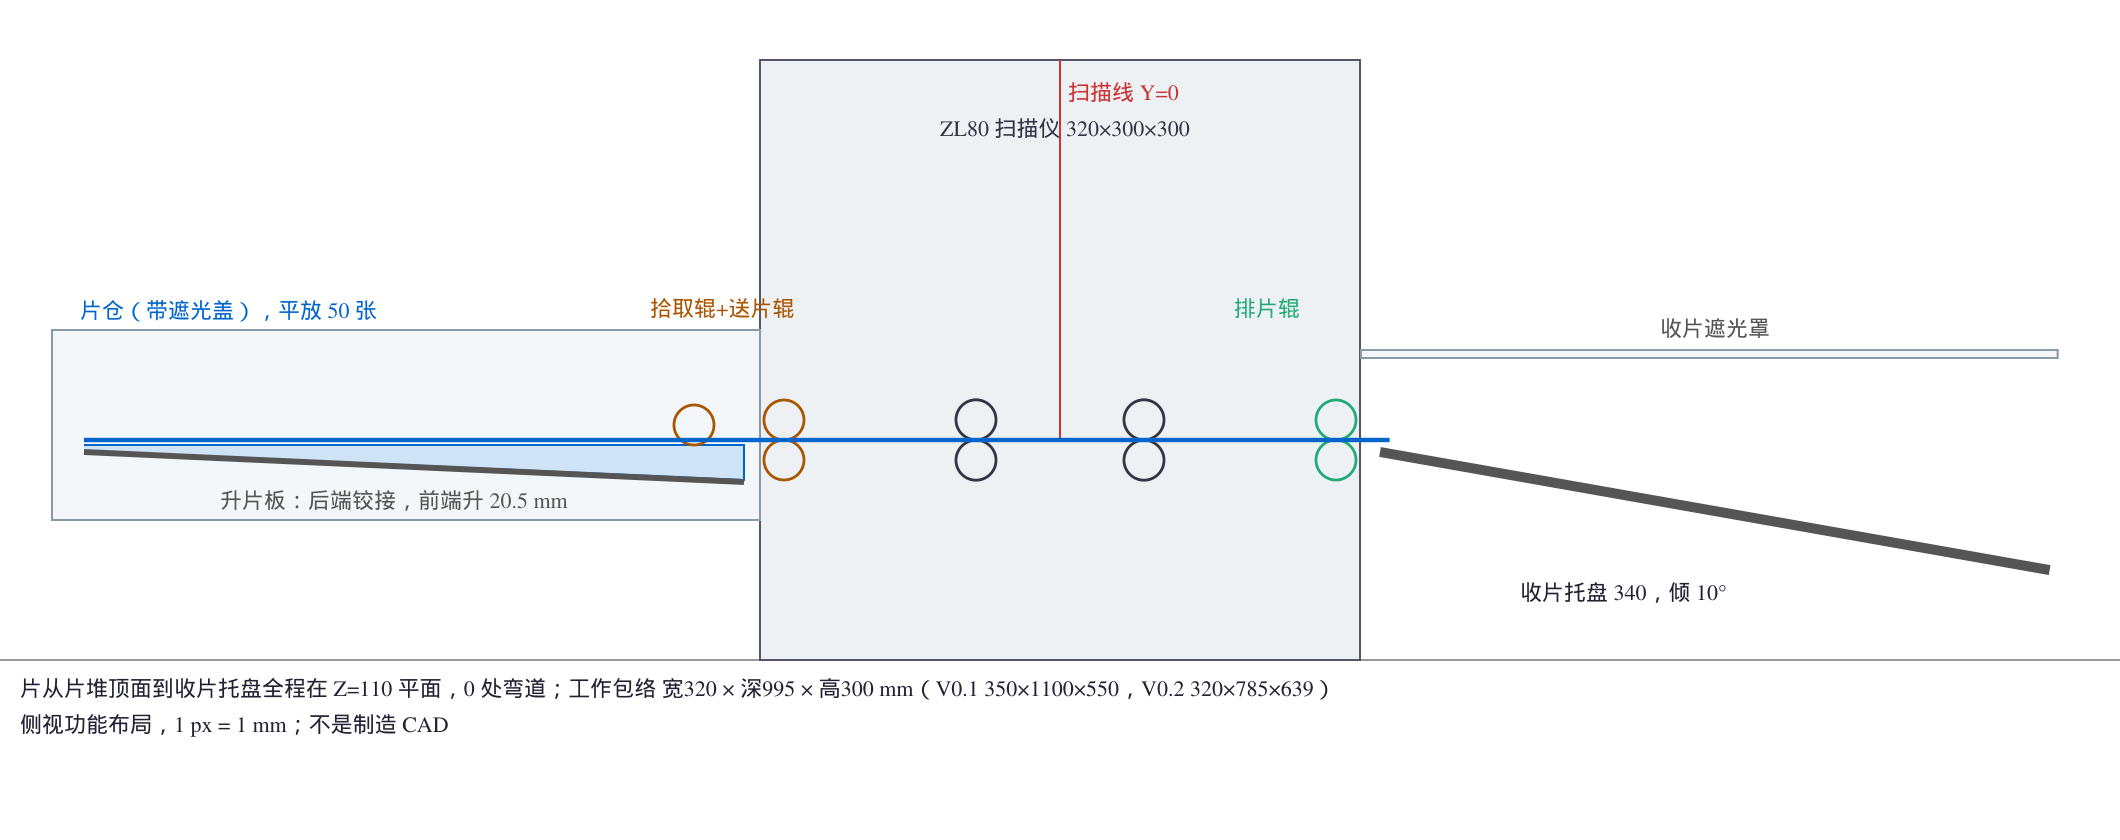 扫描线 Y=0
ZL80 扫描仪 320×300×300
片仓（带遮光盖），平放 50 张
拾取辊+送片辊
排片辊
收片遮光罩
升片板：后端铰接，前端升 20.5 mm
收片托盘 340，倾 10°
片从片堆顶面到收片托盘全程在 Z=110 平面，0 处弯道；工作包络 宽320 × 深995 × 高300 mm（V0.1 350×1100×550，V0.2 320×785×639）
侧视功能布局，1 px = 1 mm；不是制造 CAD